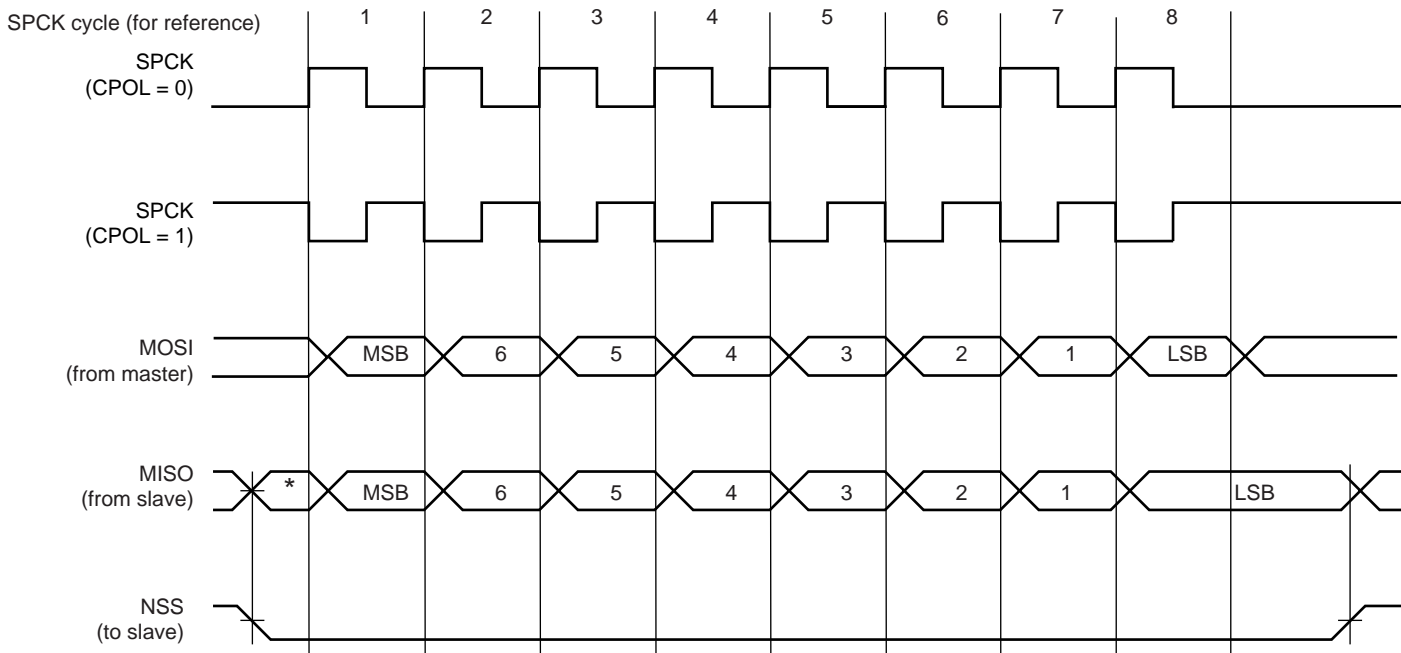 SPCK cycle (for reference)
1 2 3 4 5 6 7 8
SPCK
(CPOL = 0)
SPCK
(CPOL = 1)
MOSI
(from master)
MSB 6 5 4 3 2 1 LSB
MISO
(from slave)
* MSB 6 5 4 3 2 1 LSB
NSS
(to slave)